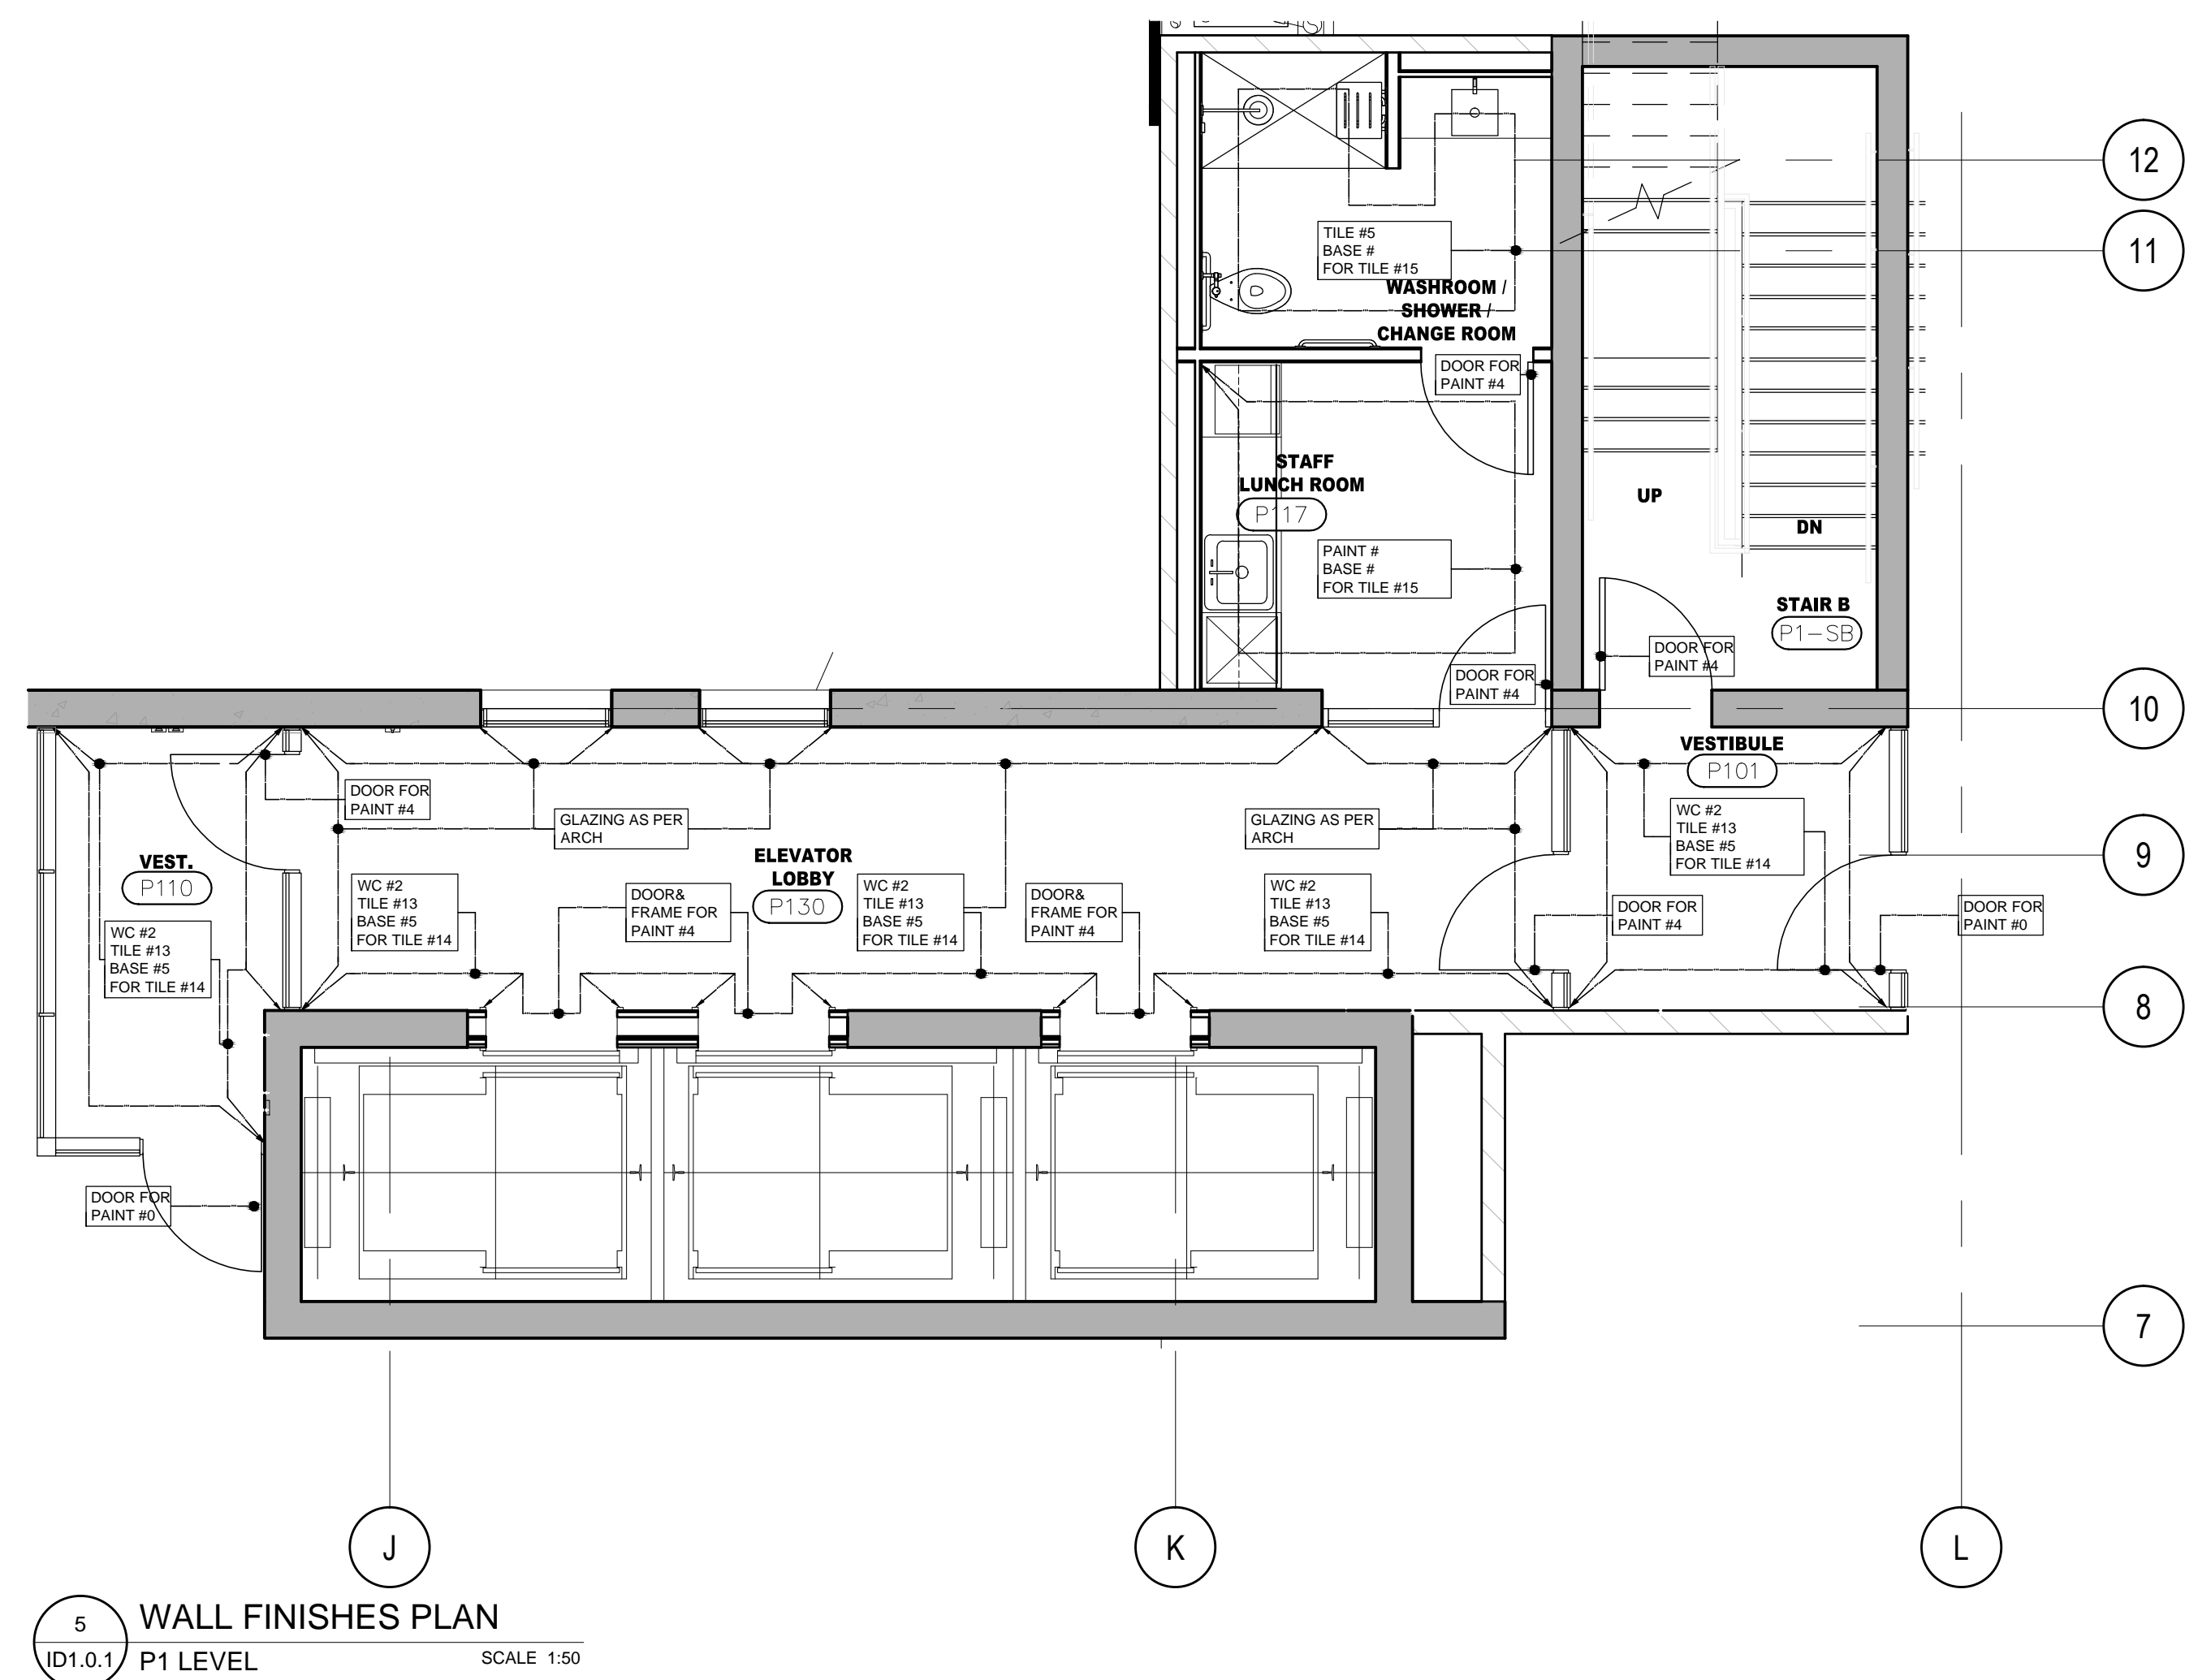 12
11
TILE #5
BASE #
FOR TILE #15
WASHROOM /
SHOWER /
CHANGE ROOM
DOOR FOR
PAINT #4
STAFF
LUNCH ROOM
P117
UP
DN
PAINT #
BASE #
FOR TILE #15
STAIR B
P1-SB
DOOR FOR
PAINT #4
DOOR FOR
PAINT #4
10
VESTIBULE
P101
DOOR FOR
PAINT #4
GLAZING AS PER
ARCH
GLAZING AS PER
ARCH
WC #2
TILE #13
BASE #5
FOR TILE #14
9
VEST.
P110
ELEVATOR
LOBBY
P130
WC #2
TILE #13
BASE #5
FOR TILE #14
DOOR&
FRAME FOR
PAINT #4
WC #2
TILE #13
BASE #5
FOR TILE #14
DOOR&
FRAME FOR
PAINT #4
WC #2
TILE #13
BASE #5
FOR TILE #14
DOOR FOR
PAINT #4
DOOR FOR
PAINT #0
WC #2
TILE #13
BASE #5
FOR TILE #14
8
DOOR FOR
PAINT #0
7
J
K
L
5
ID1.0.1
WALL FINISHES PLAN
P1 LEVEL
SCALE 1:50